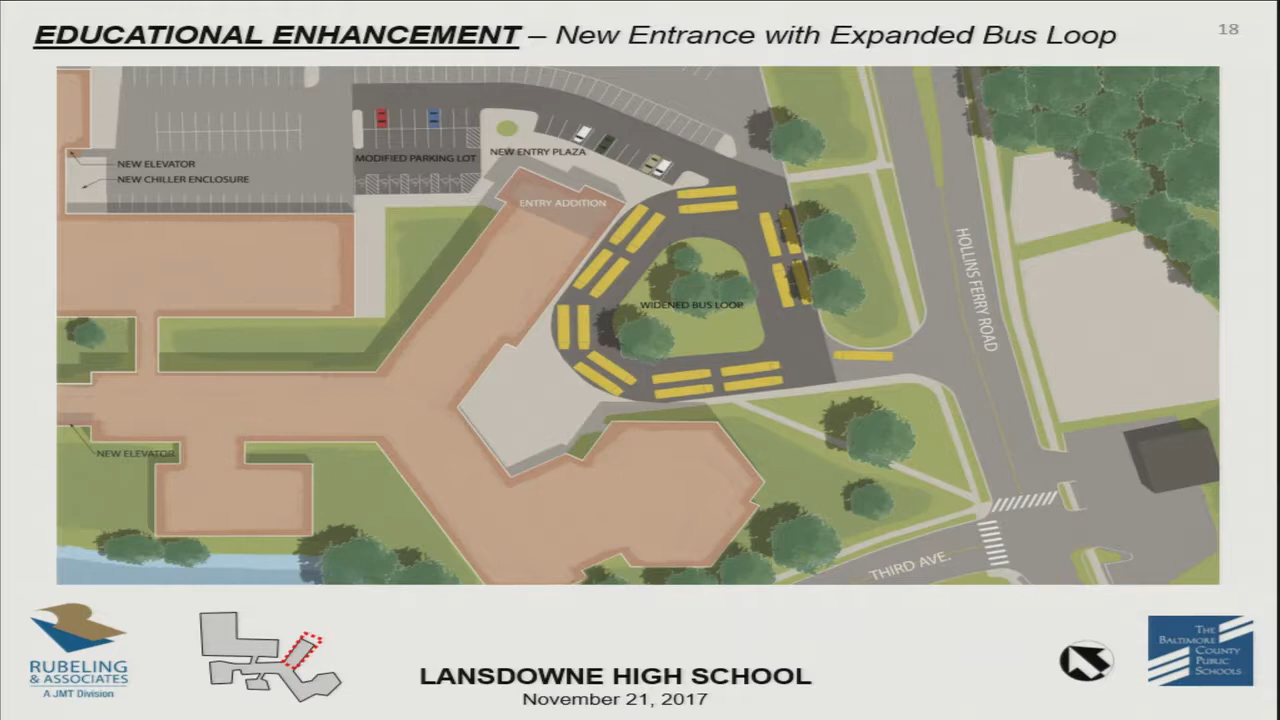 EDUCATIONAL ENHANCEMENT – New Entrance with Expanded Bus Loop
18
NEW ELEVATOR
NEW CHILLER ENCLOSURE
MODIFIED PARKING LOT
NEW ENTRY PLAZA
ENTRY ADDITION
WIDENED BUS LOOP
HOLLINS FERRY ROAD
NEW ELEVATOR
THIRD AVE.
RUBELING
& ASSOCIATES
A JMT Division
LANSDOWNE HIGH SCHOOL
November 21, 2017
THE
BALTIMORE
COUNTY
PUBLIC
SCHOOLS